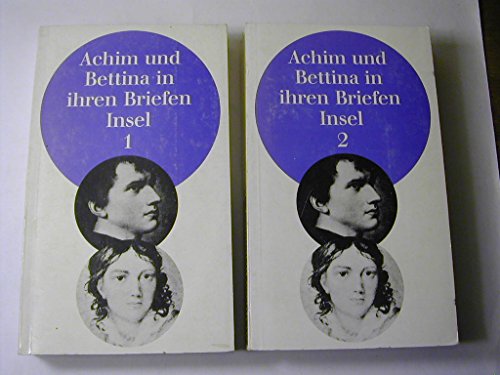 Achim und
Bettina in
ihren Briefen
Insel
1
Achim und
Bettina in
ihren Briefen
Insel
2